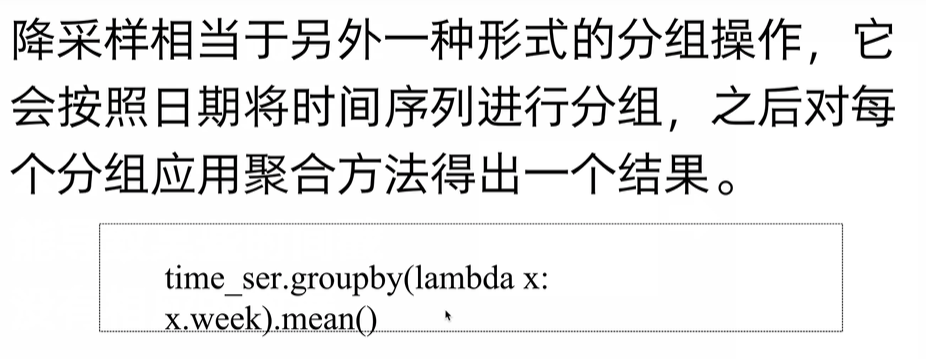 降采样相当于另外一种形式的分组操作，它
会按照日期将时间序列进行分组，之后对每
个分组应用聚合方法得出一个结果。
time_ser.groupby(lambda x:
x.week).mean()